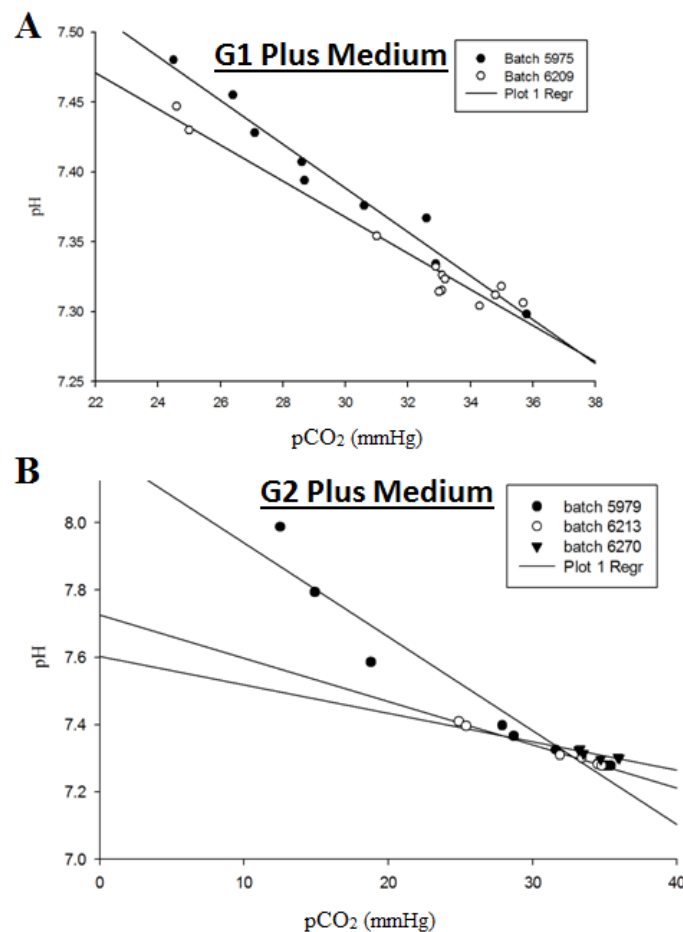 A
G1 Plus Medium
Batch 5975
Batch 6209
Plot 1 Regr
7.50
7.45
7.40
7.35
7.30
7.25
pH
22 24 26 28 30 32 34 36 38
pCO₂ (mmHg)
B
G2 Plus Medium
batch 5979
batch 6213
batch 6270
Plot 1 Regr
8.0
7.8
7.6
7.4
7.2
7.0
pH
0 10 20 30 40
pCO₂ (mmHg)